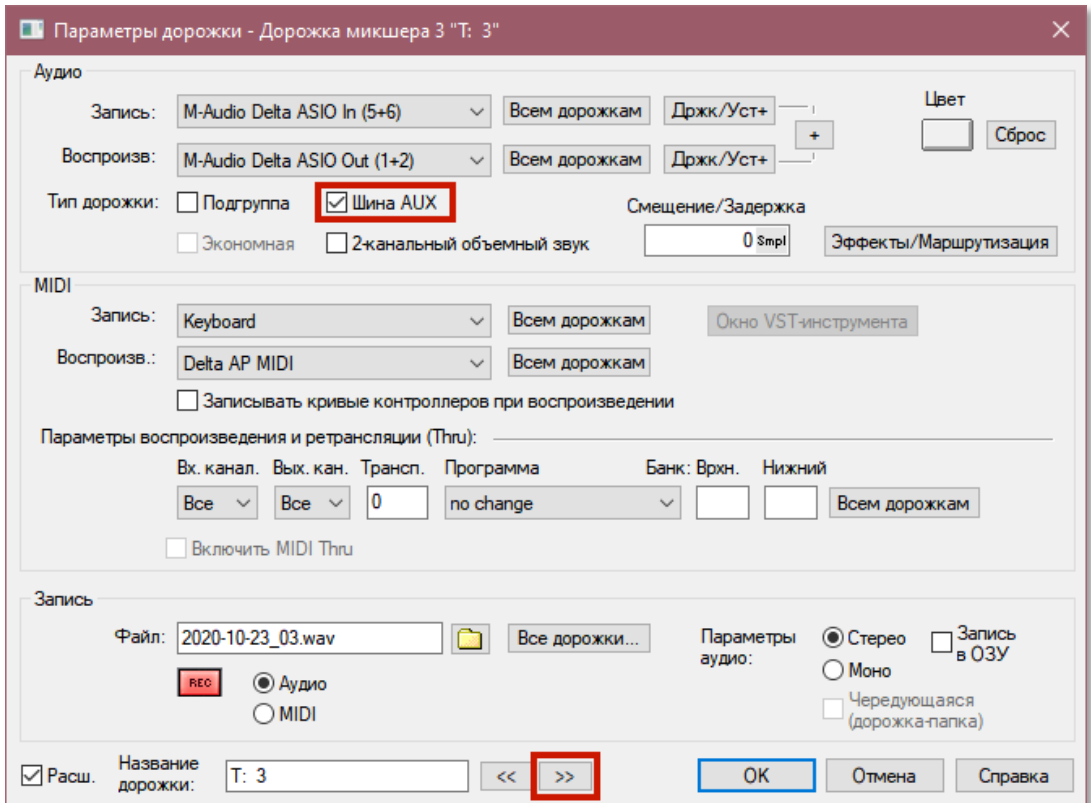 Параметры дорожки - Дорожка микшера 3 "T:  3"
Аудио
Запись: M-Audio Delta ASIO In (5+6) Всем дорожкам Држк/Уст+ Цвет
+ Сброс
Воспроизв: M-Audio Delta ASIO Out (1+2) Всем дорожкам Држк/Уст+
Тип дорожки: Подгруппа Шина AUX Смещение/Задержка
Экономная 2-канальный объемный звук 0 Smpl Эффекты/Маршрутизация
MIDI
Запись: Keyboard Всем дорожкам Окно VST-инструмента
Воспроизв.: Delta AP MIDI Всем дорожкам
Записывать кривые контроллеров при воспроизведении
Параметры воспроизведения и ретрансляции (Thru):
Вх. канал. Вых. кан. Трансп. Программа Банк: Врхн. Нижний
Все Все 0 no change Всем дорожкам
Включить MIDI Thru
Запись
Файл: 2020-10-23_03.wav Все дорожки... Параметры аудио: Стерео Запись в ОЗУ
REC Аудио Моно
MIDI Чередующаяся (дорожка-папка)
Расш. Название дорожки: T:  3 << >> OK Отмена Справка